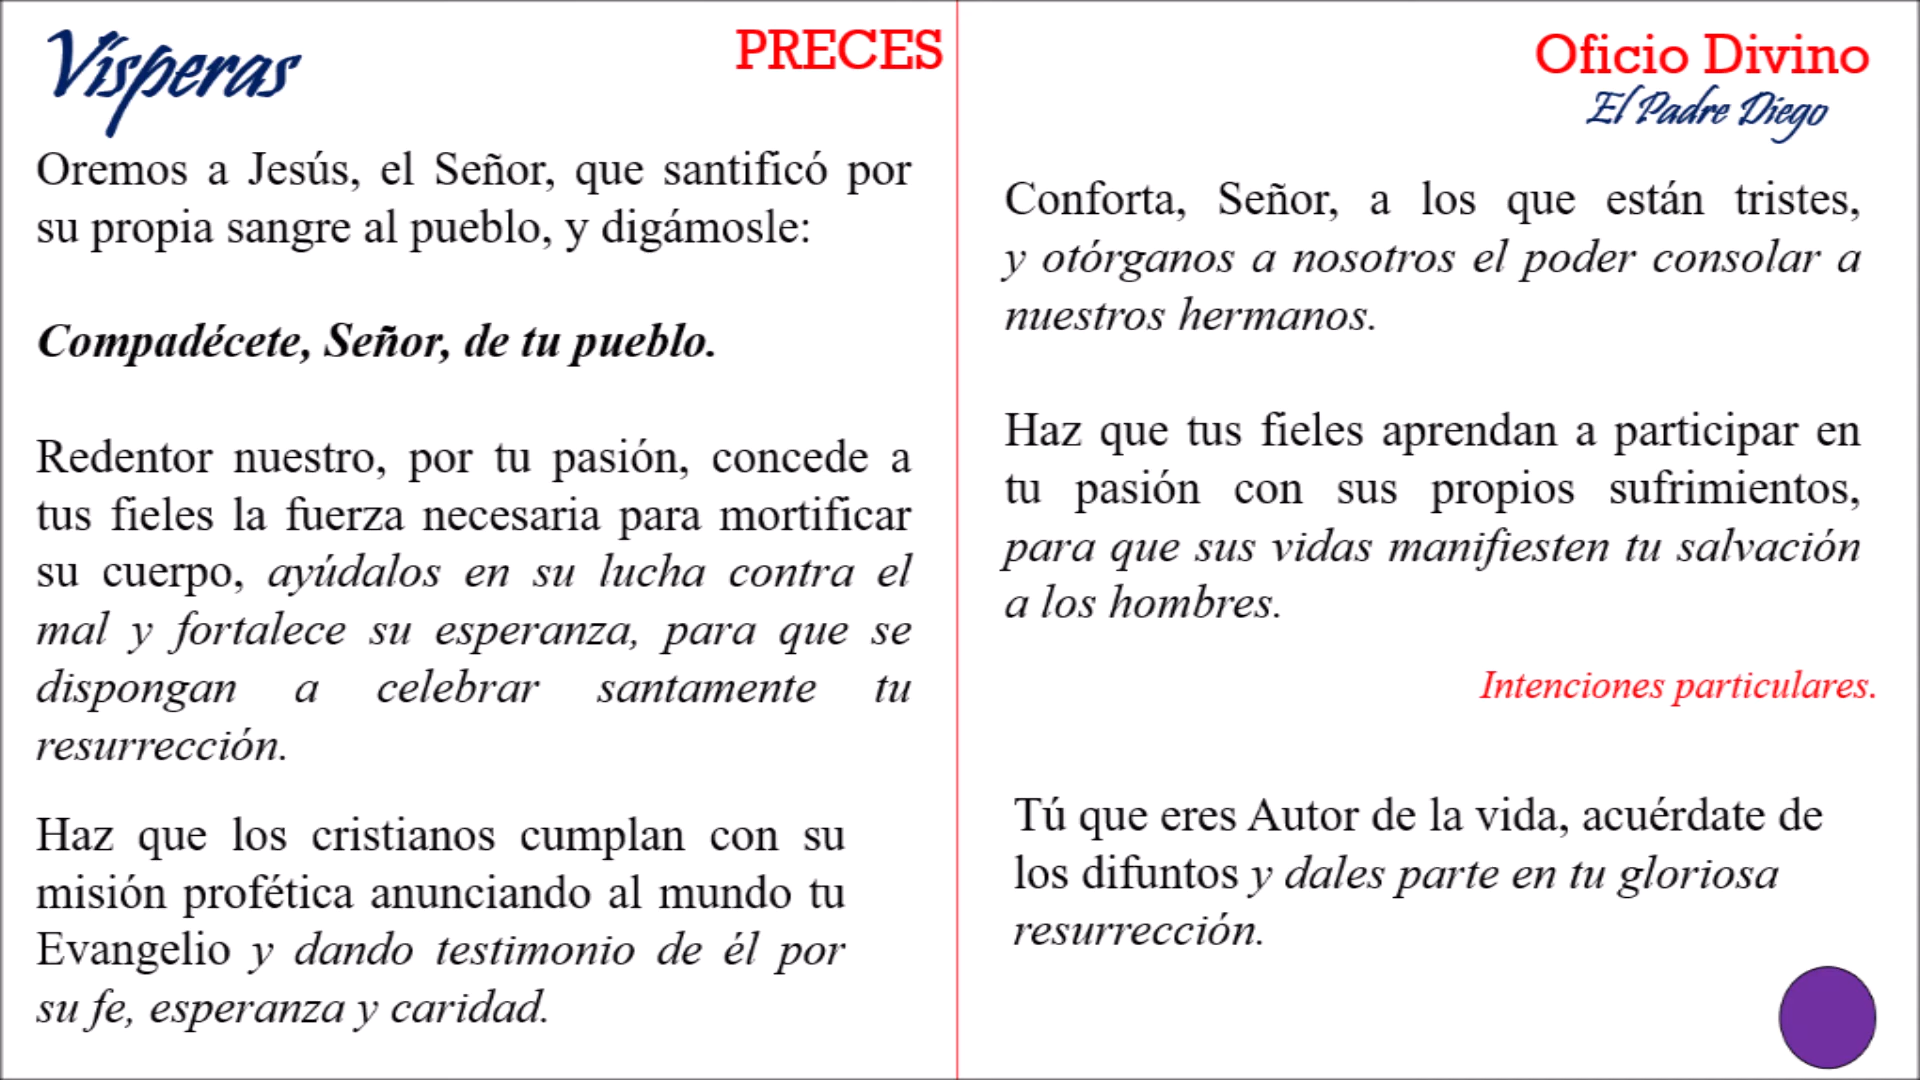 Vísperas
PRECES
Oremos a Jesús, el Señor, que santificó por
su propia sangre al pueblo, y digámosle:
Compadécete, Señor, de tu pueblo.
Redentor nuestro, por tu pasión, concede a
tus fieles la fuerza necesaria para mortificar
su cuerpo, ayúdalos en su lucha contra el
mal y fortalece su esperanza, para que se
dispongan a celebrar santamente tu
resurrección.
Haz que los cristianos cumplan con su
misión profética anunciando al mundo tu
Evangelio y dando testimonio de él por
su fe, esperanza y caridad.
Oficio Divino
El Padre Diego
Conforta, Señor, a los que están tristes,
y otórganos a nosotros el poder consolar a
nuestros hermanos.
Haz que tus fieles aprendan a participar en
tu pasión con sus propios sufrimientos,
para que sus vidas manifiesten tu salvación
a los hombres.
Intenciones particulares.
Tú que eres Autor de la vida, acuérdate de
los difuntos y dales parte en tu gloriosa
resurrección.